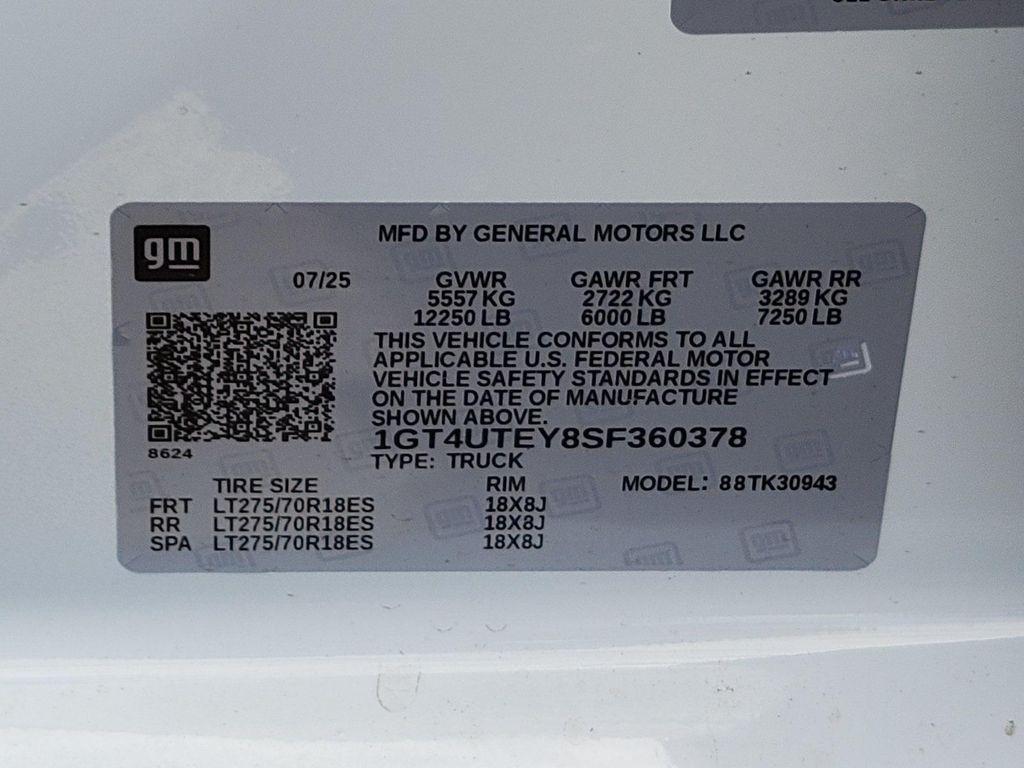 gm
MFD BY GENERAL MOTORS LLC
07/25 GVWR GAWR FRT GAWR RR
5557 KG 2722 KG 3289 KG
12250 LB 6000 LB 7250 LB
THIS VEHICLE CONFORMS TO ALL
APPLICABLE U.S. FEDERAL MOTOR
VEHICLE SAFETY STANDARDS IN EFFECT
ON THE DATE OF MANUFACTURE
SHOWN ABOVE.
1GT4UTEY8SF360378
8624
TYPE: TRUCK
TIRE SIZE RIM MODEL: 88TK30943
FRT LT275/70R18ES 18X8J
RR LT275/70R18ES 18X8J
SPA LT275/70R18ES 18X8J